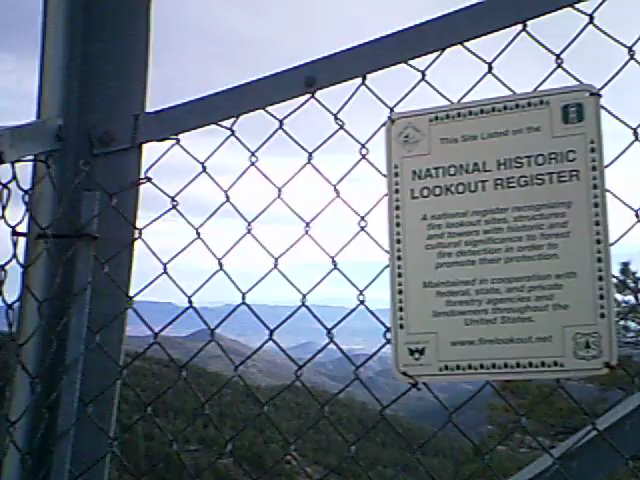 This Site Listed on the
NATIONAL HISTORIC
LOOKOUT REGISTER
A national register recognizing
fire lookout sites, structures
and towers with historic and
cultural significance to forest
fire detection in order to
promote their protection.
Maintained in cooperation with
federal, state, and private
forestry agencies and
landowners throughout the
United States.
www.firelookout.net